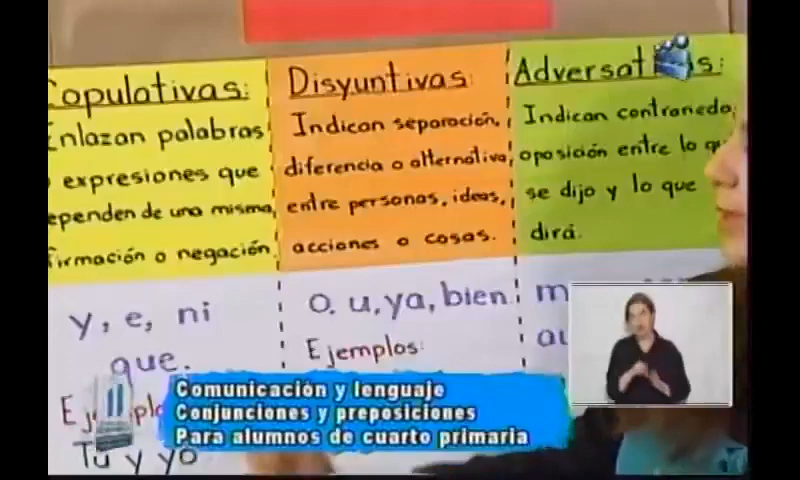 Copulativas:
Enlazan palabras
o expresiones que
dependen de una misma
afirmación o negación.
y, e, ni
que.
Tú y yo
Disyuntivas:
Indican separación,
diferencia o alternativa,
entre personas, ideas,
acciones o cosas.
o, u, ya, bien
Ejemplos:
Adversativas:
Indican contrariedad,
oposición entre lo que
se dijo y lo que
dirá.
Comunicación y lenguaje
Conjunciones y preposiciones
Para alumnos de cuarto primaria